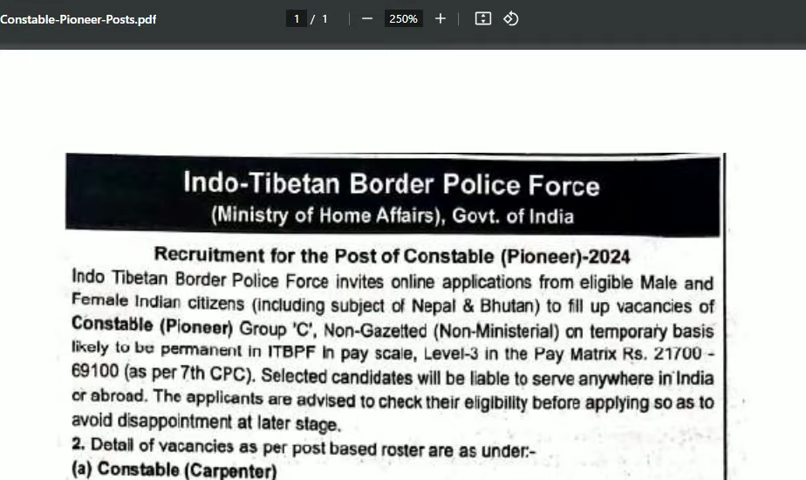 Constable-Pioneer-Posts.pdf 1 / 1 — 250% +
Indo-Tibetan Border Police Force
(Ministry of Home Affairs), Govt. of India
Recruitment for the Post of Constable (Pioneer)-2024
Indo Tibetan Border Police Force invites online applications from eligible Male and
Female Indian citizens (including subject of Nepal & Bhutan) to fill up vacancies of
Constable (Pioneer) Group 'C', Non-Gazetted (Non-Ministerial) on temporary basis
likely to be permanent in ITBPF in pay scale, Level-3 in the Pay Matrix Rs. 21700 -
69100 (as per 7th CPC). Selected candidates will be liable to serve anywhere in India
or abroad. The applicants are advised to check their eligibility before applying so as to
avoid disappointment at later stage.
2. Detail of vacancies as per post based roster are as under:-
(a) Constable (Carpenter)